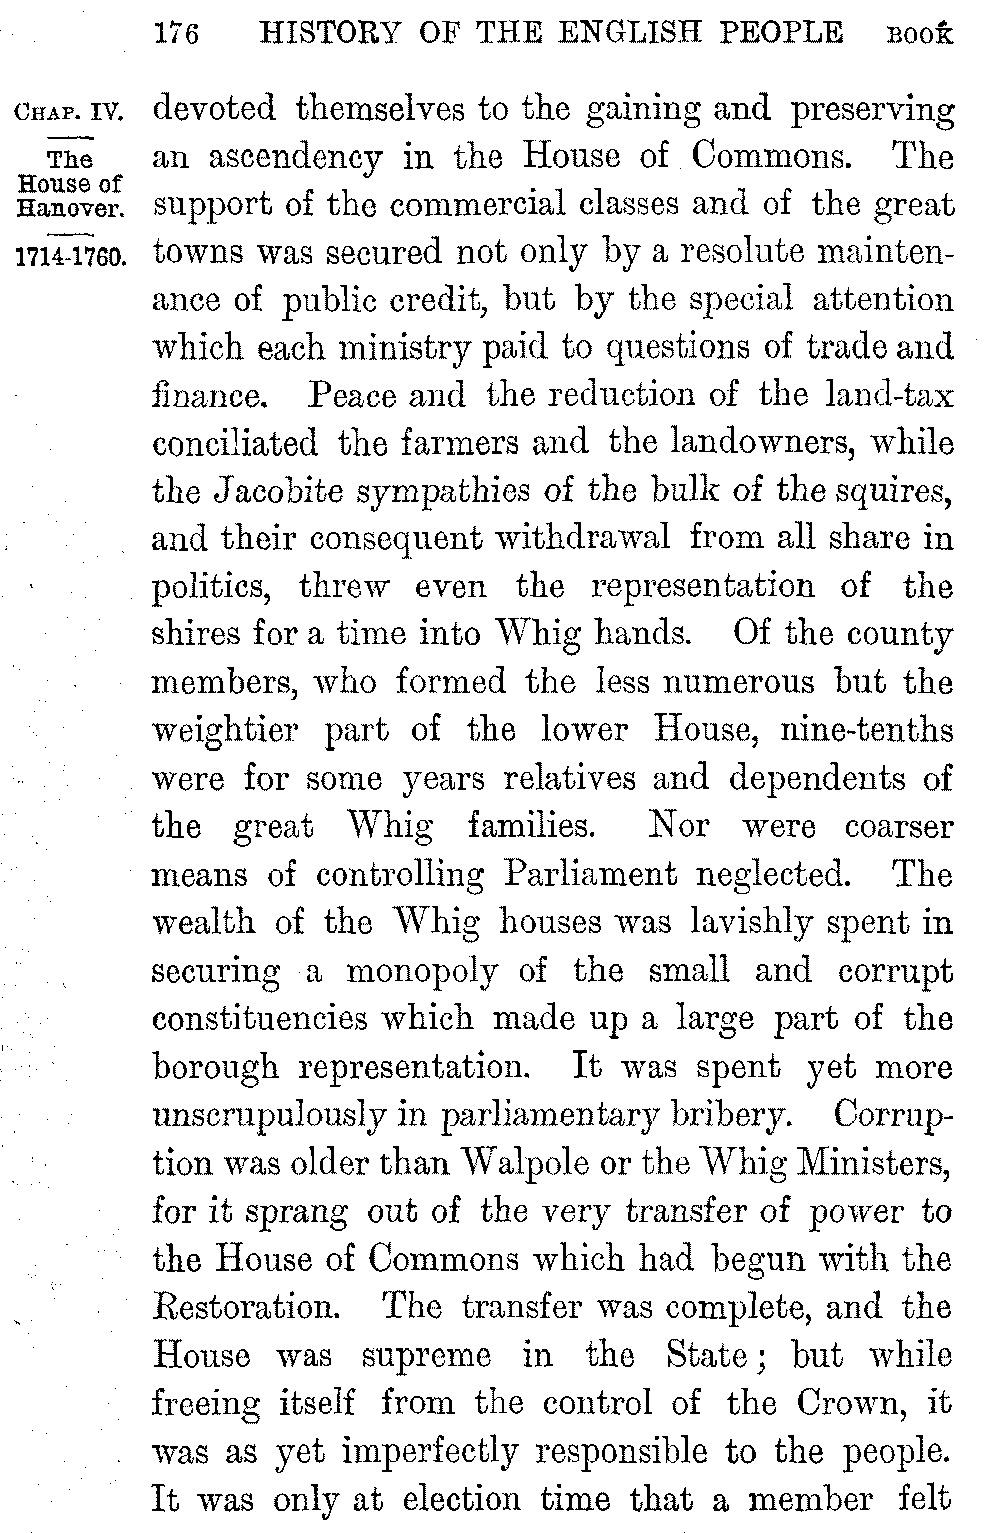 176 HISTORY OF THE ENGLISH PEOPLE BOOK
CHAP. IV.
The
House of
Hanover.
1714-1760.
devoted themselves to the gaining and preserving
an ascendency in the House of Commons. The
support of the commercial classes and of the great
towns was secured not only by a resolute mainten-
ance of public credit, but by the special attention
which each ministry paid to questions of trade and
finance. Peace and the reduction of the land-tax
conciliated the farmers and the landowners, while
the Jacobite sympathies of the bulk of the squires,
and their consequent withdrawal from all share in
politics, threw even the representation of the
shires for a time into Whig hands. Of the county
members, who formed the less numerous but the
weightier part of the lower House, nine-tenths
were for some years relatives and dependents of
the great Whig families. Nor were coarser
means of controlling Parliament neglected. The
wealth of the Whig houses was lavishly spent in
securing a monopoly of the small and corrupt
constituencies which made up a large part of the
borough representation. It was spent yet more
unscrupulously in parliamentary bribery. Corrup-
tion was older than Walpole or the Whig Ministers,
for it sprang out of the very transfer of power to
the House of Commons which had begun with the
Restoration. The transfer was complete, and the
House was supreme in the State; but while
freeing itself from the control of the Crown, it
was as yet imperfectly responsible to the people.
It was only at election time that a member felt